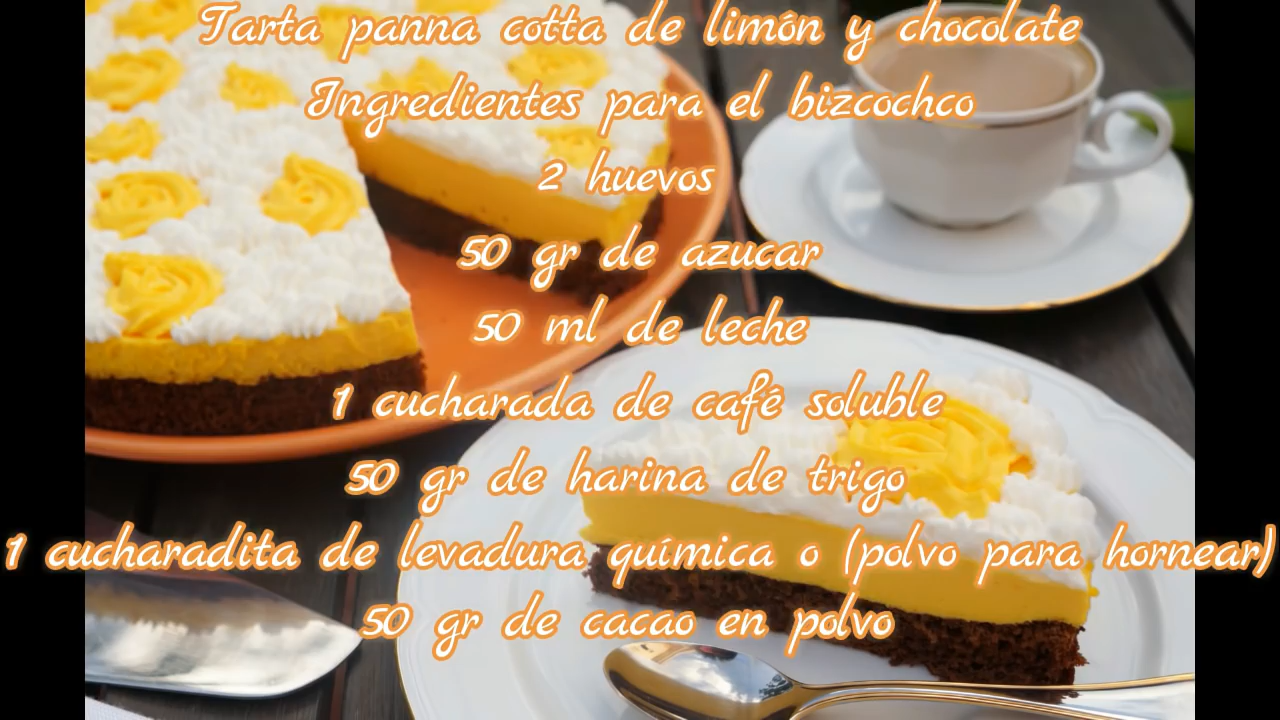 Tarta panna cotta de limón y chocolate
Ingredientes para el bizcochco
2 huevos
50 gr de azucar
50 ml de leche
1 cucharada de café soluble
50 gr de harina de trigo
1 cucharadita de levadura química o (polvo para hornear)
50 gr de cacao en polvo